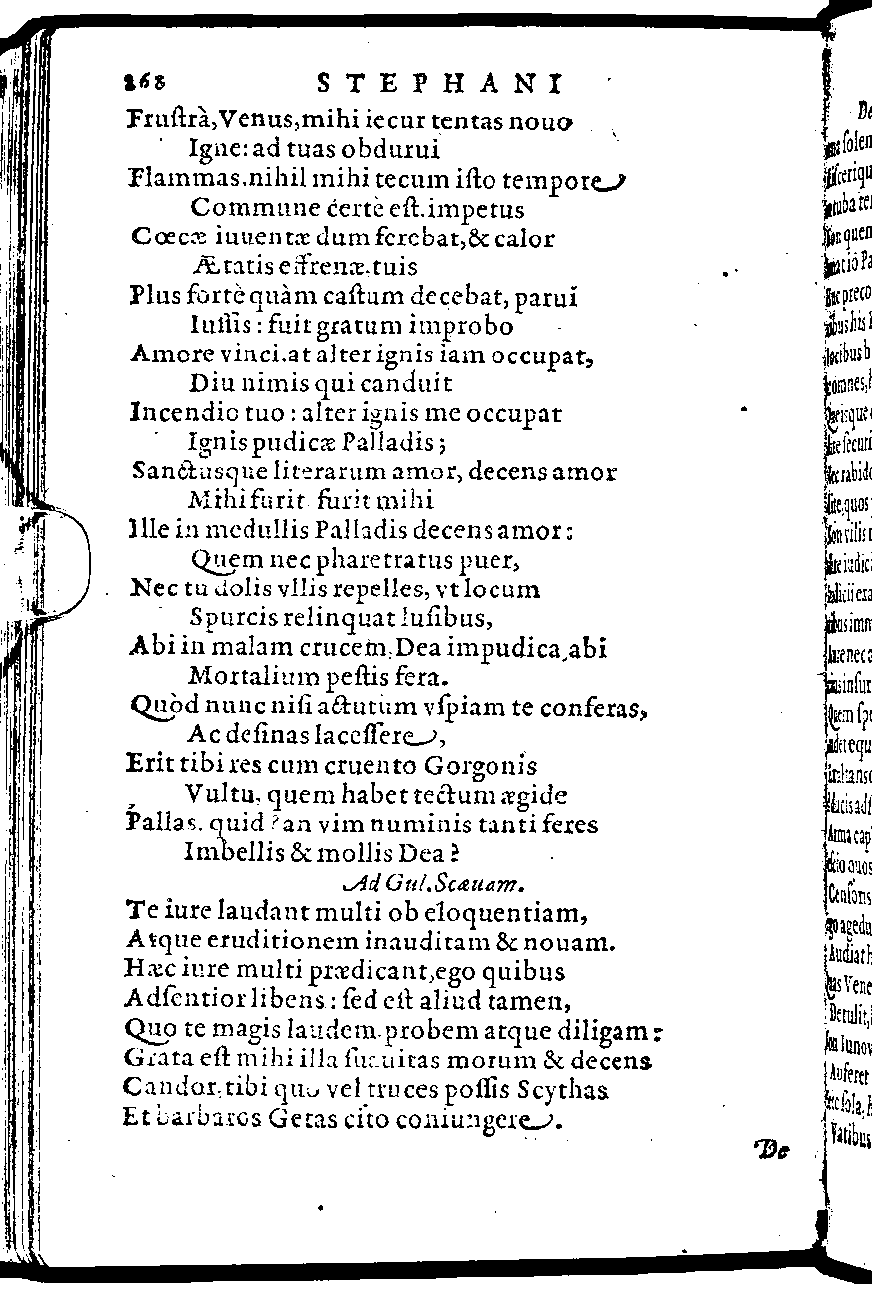 268 STEPHANI
Frustrà,Venus,mihi iecur tentas nouo
Igne: ad tuas obdurui
Flammas.nihil mihi tecum isto tempore
Commune certè est. impetus
Cœcæ iuuentæ dum ferebat,& calor
Ætatis effrenæ.tuis
Plus fortè quàm castum decebat, parui
Iussis : fuit gratum improbo
Amore vinci.at alter ignis iam occupat,
Diu nimis qui canduit
Incendio tuo : alter ignis me occupat
Ignis pudicæ Palladis ;
Sanctusque literarum amor, decens amor
Mihi furit furit mihi
Ille in medullis Palladis decens amor :
Quem nec pharetratus puer,
Nec tu dolis vllis repelles, vt locum
Spurcis relinquat lusibus,
Abi in malam crucem, Dea impudica, abi
Mortalium pestis fera.
Quòd nunc nisi actutum vspiam te conferas,
Ac desinas lacessere,
Erit tibi res cum cruento Gorgonis
Vultu, quem habet tectum ægide
Pallas. quid ? an vim numinis tanti feres
Imbellis & mollis Dea ?
Ad Gul. Scæuam.
Te iure laudant multi ob eloquentiam,
Atque eruditionem inauditam & nouam.
Hæc iure multi prædicant,ego quibus
Adsentior libens : sed est aliud tamen,
Quo te magis laudem. probem atque diligam :
Grata est mihi illa suauitas morum & decens
Candor, tibi quo vel truces possis Scythas
Et barbaros Getas cito coniungere.
De